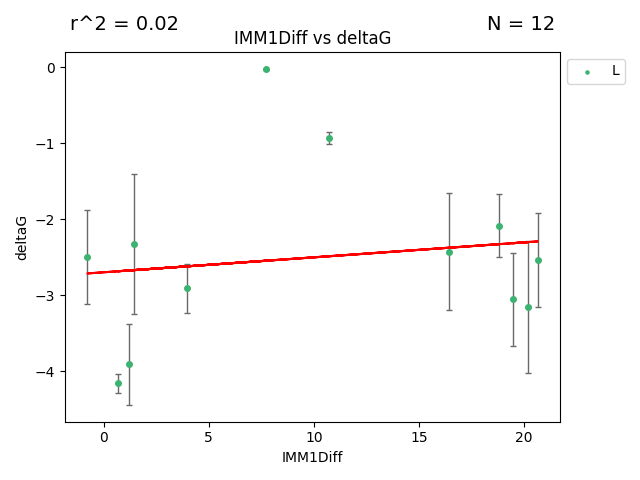 r^2 = 0.02
N = 12
IMM1Diff vs deltaG
L
0
−1
−2
−3
−4
deltaG
0
5
10
15
20
IMM1Diff